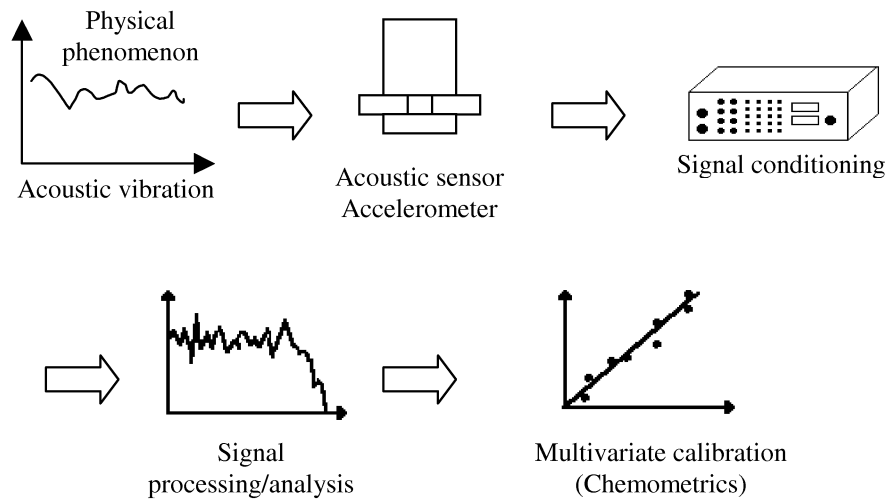 Physical
phenomenon
Acoustic vibration
Acoustic sensor
Accelerometer
Signal conditioning
Signal
processing/analysis
Multivariate calibration
(Chemometrics)